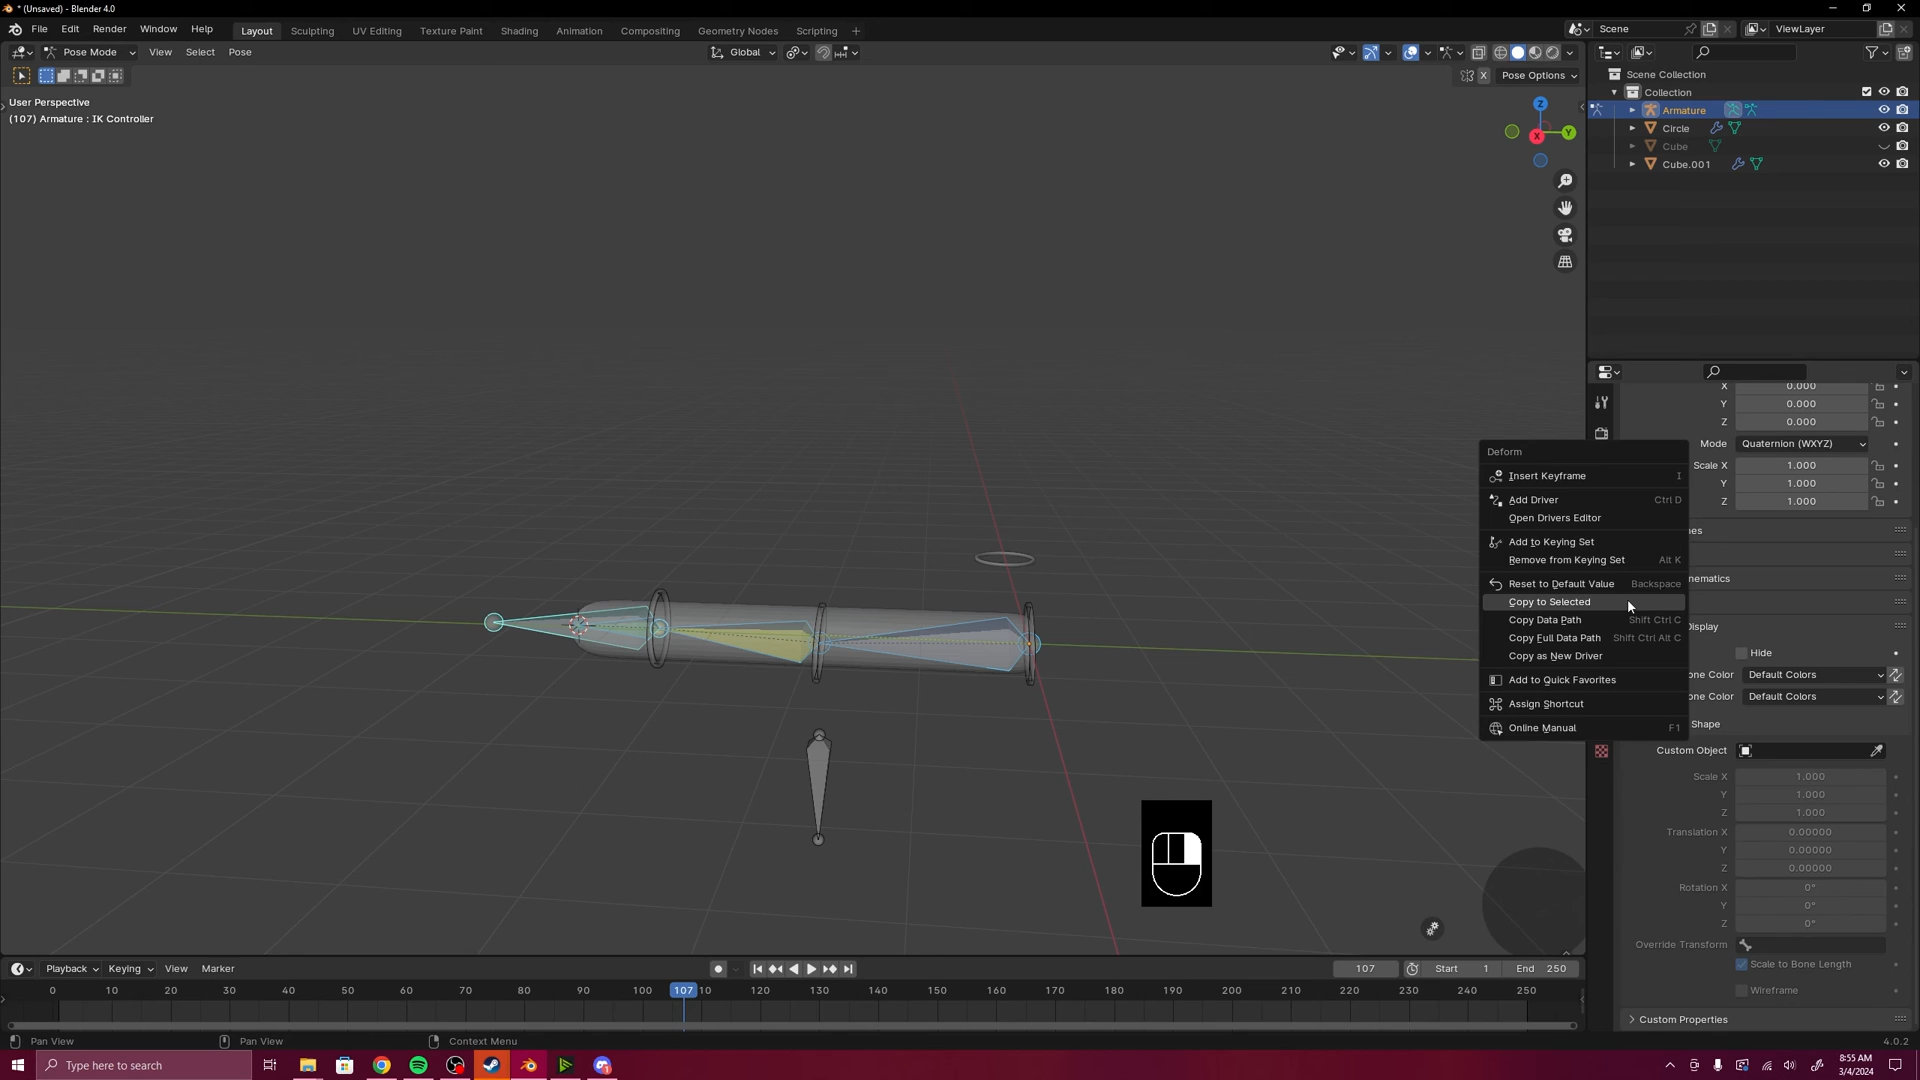 * (Unsaved) - Blender 4.0
File Edit Render Window Help Layout Sculpting UV Editing Texture Paint Shading Animation Compositing Geometry Nodes Rendering Scripting + Scene ViewLayer
Pose Mode View Select Pose Global
X Pose Options
User Perspective
(107) Armature : IK Controller
Z
Y
X
Scene Collection
Collection
Armature
Circle
Cube
Cube.001
X 0.000
Y 0.000
Z 0.000
Mode Quaternion (WXYZ)
Scale X 1.000
Y 1.000
Z 1.000
nes
nematics
Display
Hide
one Color Default Colors
one Color Default Colors
Shape
Custom Object
Scale X 1.000
Y 1.000
Z 1.000
Translation X 0.00000
Y 0.00000
Z 0.00000
Rotation X 0°
Y 0°
Z 0°
Override Transform
Scale to Bone Length
Wireframe
Custom Properties
Deform
Insert Keyframe I
Add Driver Ctrl D
Open Drivers Editor
Add to Keying Set
Remove from Keying Set Alt K
Reset to Default Value Backspace
Copy to Selected
Copy Data Path Shift Ctrl C
Copy Full Data Path Shift Ctrl Alt C
Copy as New Driver
Add to Quick Favorites
Assign Shortcut
Online Manual F1
Playback Keying View Marker 107 Start 1 End 250
0 10 20 30 40 50 60 70 80 90 100 107 10 120 130 140 150 160 170 180 190 200 210 220 230 240 250
Pan View Pan View Context Menu 4.0.2
Type here to search
8:55 AM
3/4/2024